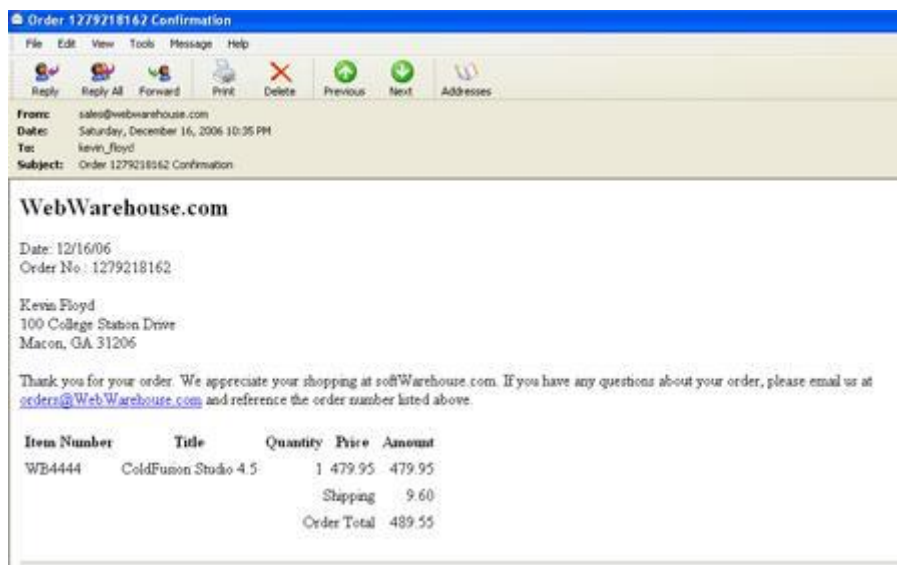 Order 1279218162 Confirmation
File Edit View Tools Message Help
Reply Reply All Forward Print Delete Previous Next Addresses
From: sales@webwarehouse.com
Date: Saturday, December 16, 2006 10:35 PM
To: kevin_floyd
Subject: Order 1279218162 Confirmation
WebWarehouse.com
Date: 12/16/06
Order No.: 1279218162
Kevin Floyd
100 College Station Drive
Macon, GA 31206
Thank you for your order. We appreciate your shopping at softWarehouse.com. If you have any questions about your order, please email us at
orders@WebWarehouse.com and reference the order number listed above.
Item Number Title Quantity Price Amount
WB4444 ColdFusion Studio 4.5 1 479.95 479.95
Shipping 9.60
Order Total 489.55